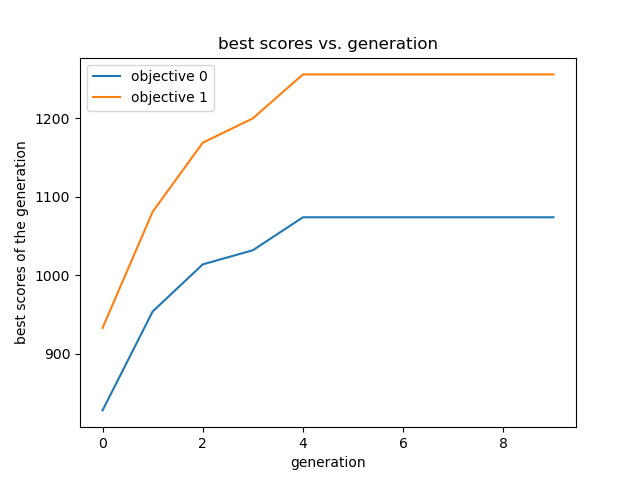 best scores vs. generation
objective 0
objective 1
best scores of the generation
1200
1100
1000
900
0 2 4 6 8
generation